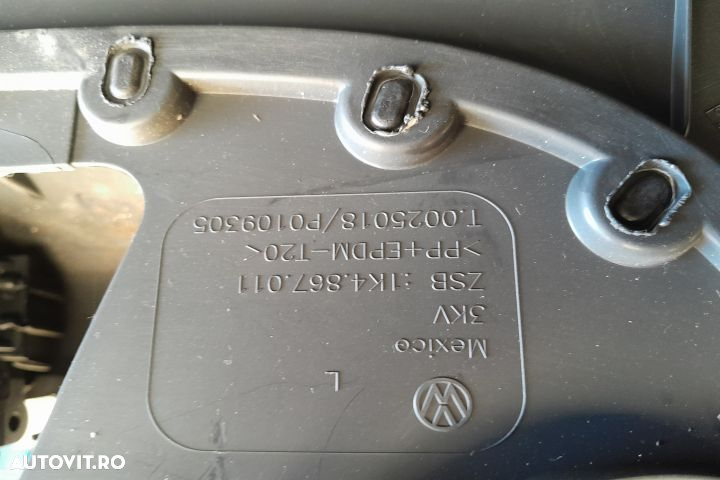 L
Mexico
3KV
ZSB :1K4.867.011
>PP+EPDM-T20<
T.0025018/P0109305
AUTOVIT.RO